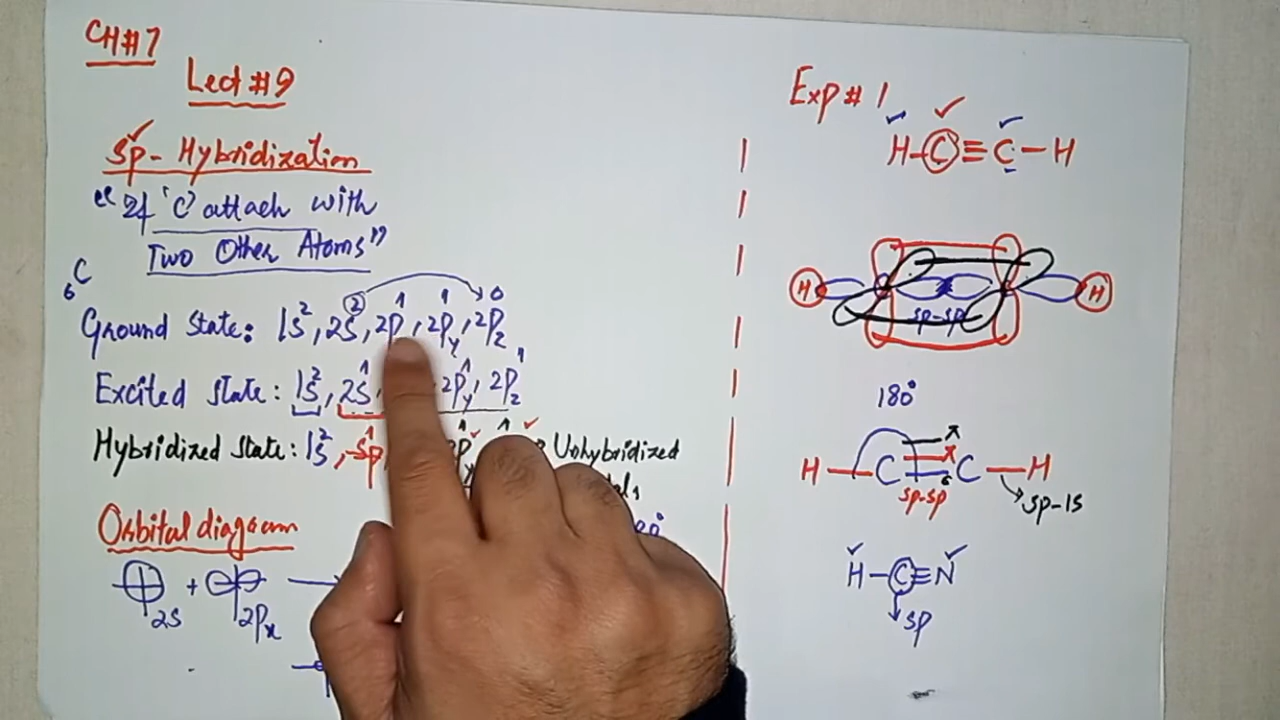 CH#7
Lect #9
sp - Hybridization
"If 'C' attach with
Two Other Atoms"
6C
Ground State: 1s², 2s², 2p¹, 2py¹, 2pz⁰
Excited State: 1s², 2s¹, 2py¹, 2pz¹
Hybridized State: 1s², sp Unhybridized
Orbital diagram
2s + 2px
Exp# 1
H-C≡C-H
H H
sp-sp
180°
H-C≡C-H
π
π
σ
sp-sp
sp-1s
H-C≡N
sp